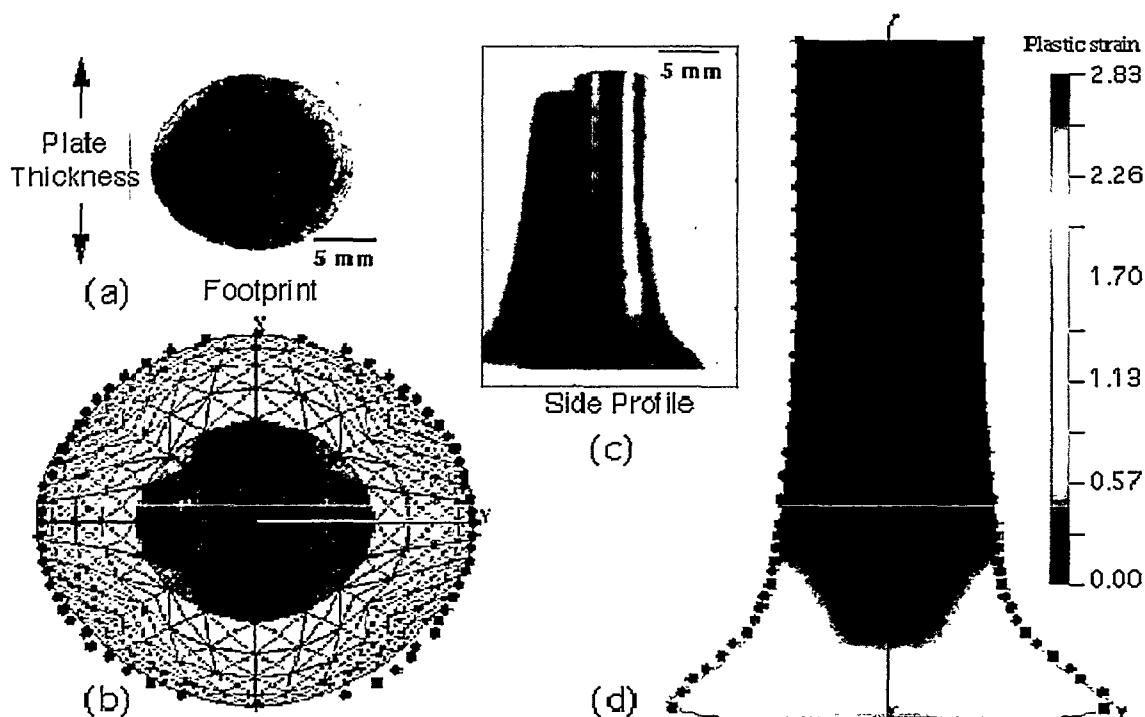 Plate
Thickness
5 mm
(a)
Footprint
Y
Y
(b)
5 mm
Side Profile
(c)
Plastic strain
2.83
2.26
1.70
1.13
0.57
0.00
(d)